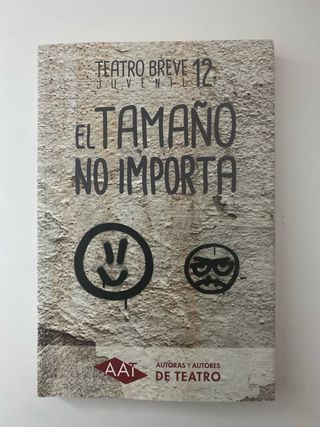 TEATRO BREVE 12
JUVENIL
EL TAMAÑO
NO IMPORTA
AAT
AUTORAS Y AUTORES
DE TEATRO